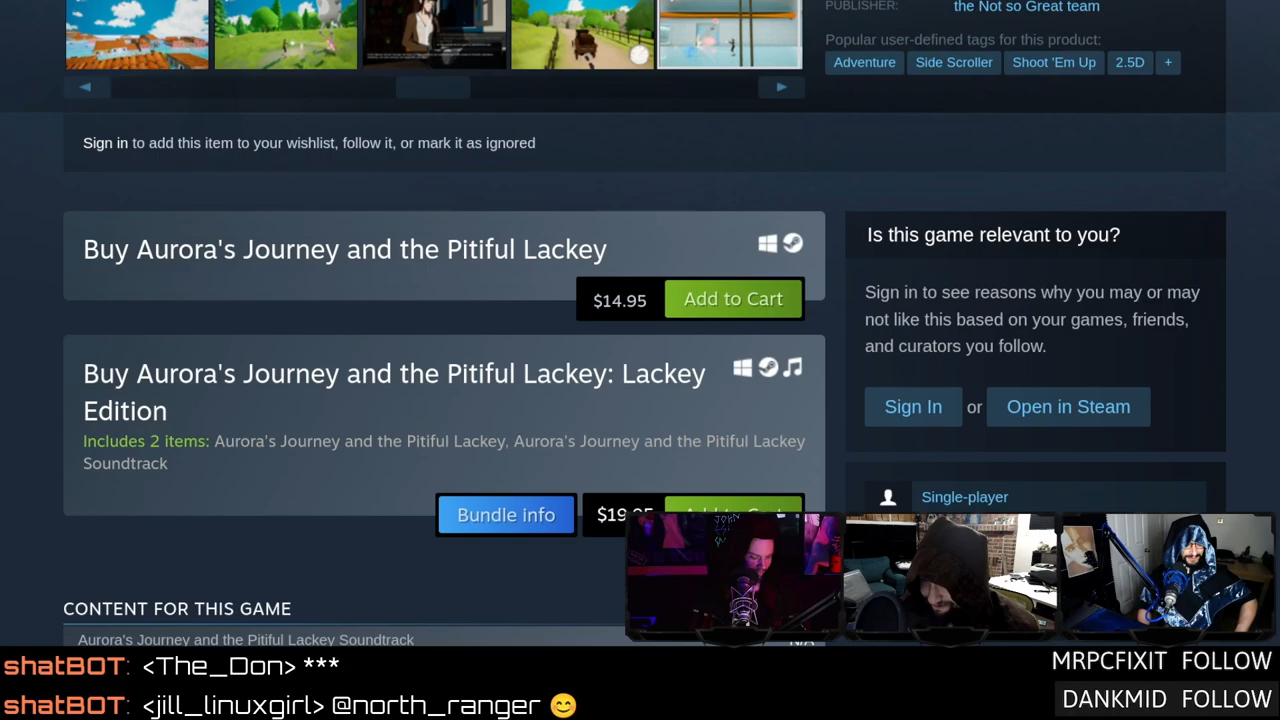 PUBLISHER: the Not so Great team
Popular user-defined tags for this product:
Adventure Side Scroller Shoot 'Em Up 2.5D +
Sign in to add this item to your wishlist, follow it, or mark it as ignored
Buy Aurora's Journey and the Pitiful Lackey
$14.95 Add to Cart
Buy Aurora's Journey and the Pitiful Lackey: Lackey
Edition
Includes 2 items: Aurora's Journey and the Pitiful Lackey, Aurora's Journey and the Pitiful Lackey
Soundtrack
Bundle info $19.95 Add to Cart
Is this game relevant to you?
Sign in to see reasons why you may or may
not like this based on your games, friends,
and curators you follow.
Sign In or Open in Steam
Single-player
CONTENT FOR THIS GAME
Aurora's Journey and the Pitiful Lackey Soundtrack N/A
shatBOT: <The_Don> ***
shatBOT: <jill_linuxgirl> @north_ranger 😊
MRPCFIXIT FOLLOW
DANKMID FOLLOW